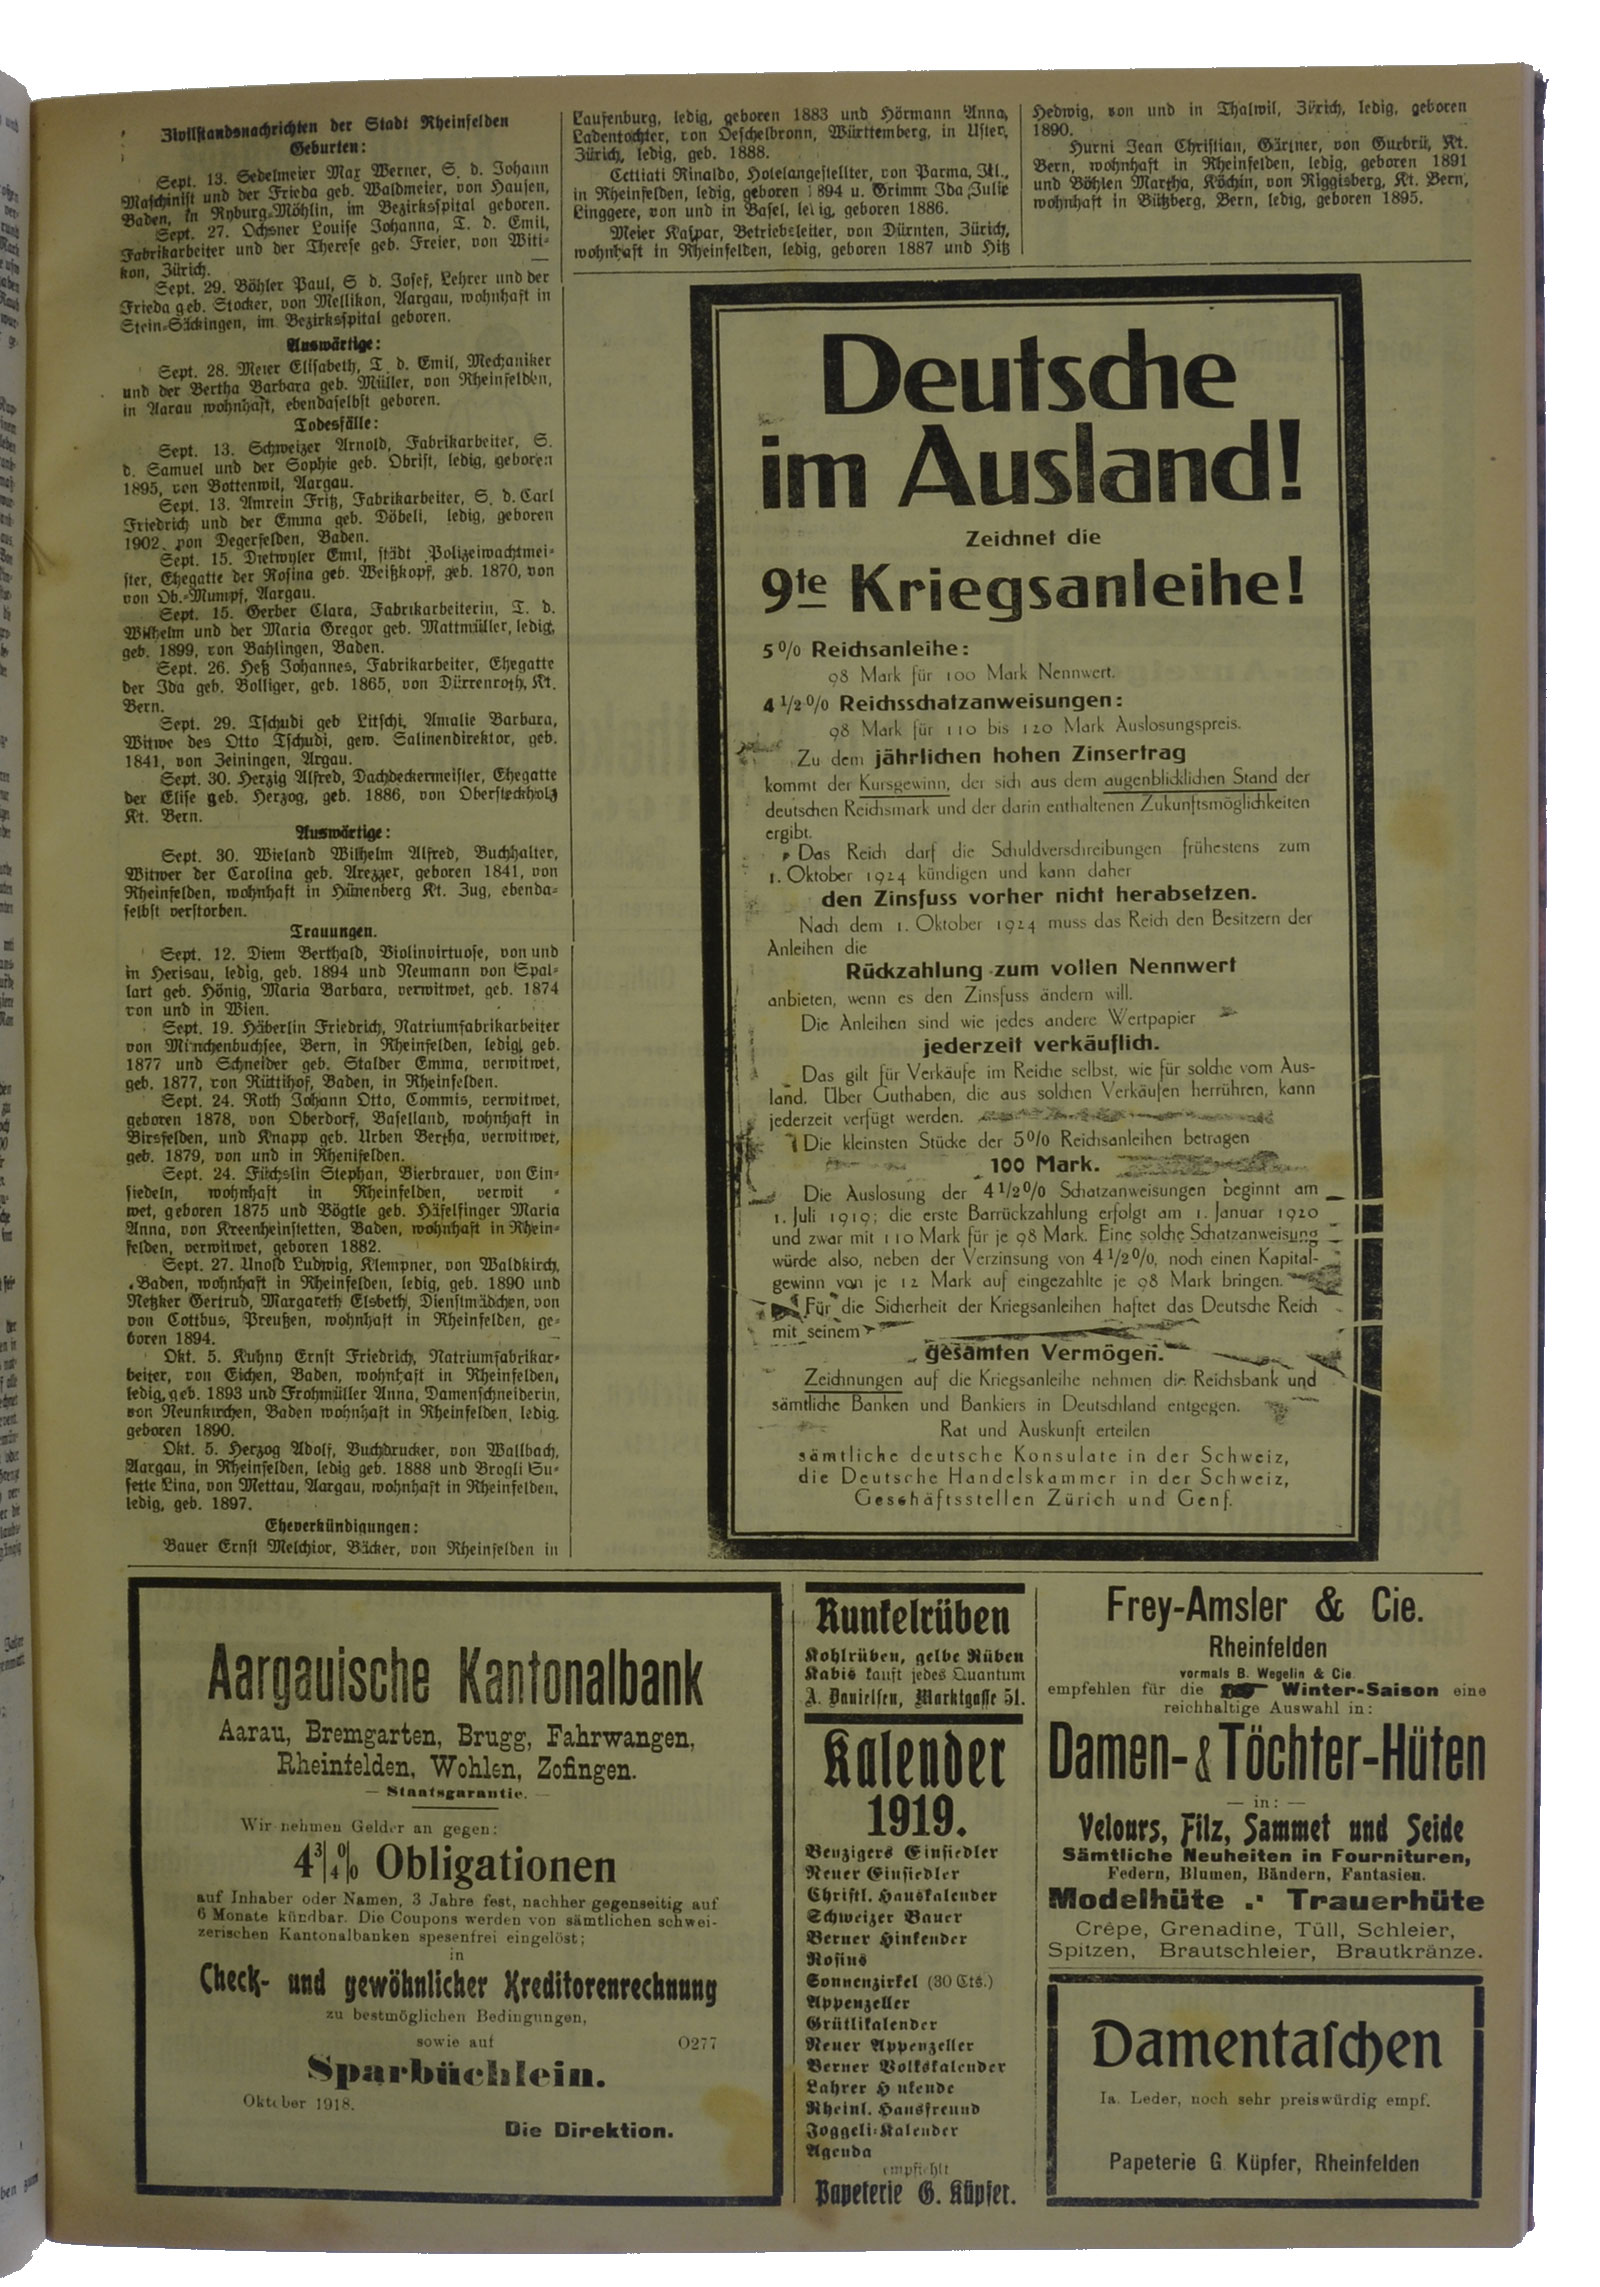 Zivilstandsnachrichten der Stadt Rheinfelden
Geburten:
Sept. 13. Sedelmeier Max Werner, S. d. Johann
Maschinist und der Frieda geb. Waldmeier, von Hausen,
Baden, in Ryburg-Möhlin, im Bezirksspital geboren.
Sept. 27. Ochsner Louise Johanna, T. d. Emil,
Fabrikarbeiter und der Therese geb. Freier, von Witi-
kon, Zürich.
Sept. 29. Böhler Paul, S d. Josef, Lehrer und der
Frieda geb. Stocker, von Mellikon, Aargau, wohnhaft in
Stein-Säckingen, im Bezirksspital geboren.
Auswärtige:
Sept. 28. Meier Elisabeth, T. d. Emil, Mechaniker
und der Bertha Barbara geb. Müller, von Rheinfelden,
in Aarau wohnhaft, ebendaselbst geboren.
Todesfälle:
Sept. 13. Schweizer Arnold, Fabrikarbeiter, S.
d. Samuel und der Sophie geb. Obrist, ledig, geboren
1895, von Bottenwil, Aargau.
Sept. 13. Amrein Fritz, Fabrikarbeiter, S. d. Carl
Friedrich und der Emma geb. Döbeli, ledig, geboren
1902, von Degerfelden, Baden.
Sept. 15. Dietwyler Emil, städt Polizeiwachtmei-
ster, Ehegatte der Rosina geb. Weißkopf, geb. 1870, von
von Ob.-Mumpf, Aargau.
Sept. 15. Gerber Clara, Fabrikarbeiterin, T. d.
Wilhelm und der Maria Gregor geb. Mattmüller, ledig,
geb. 1899, von Bahlingen, Baden.
Sept. 26. Heß Johannes, Fabrikarbeiter, Ehegatte
der Ida geb. Bolliger, geb. 1865, von Dürrenroth, Kt.
Bern.
Sept. 29. Tschudi geb Litschi, Amalie Barbara,
Witwe des Otto Tschudi, gew. Salinendirektor, geb.
1841, von Zeiningen, Argau.
Sept. 30. Herzig Alfred, Dachdeckermeister, Ehegatte
der Elise geb. Herzog, geb. 1886, von Obersteckholz
Kt. Bern.
Auswärtige:
Sept. 30. Wieland Wilhelm Alfred, Buchhalter,
Witwer der Carolina geb. Arezzer, geboren 1841, von
Rheinfelden, wohnhaft in Hünenberg Kt. Zug, ebenda-
selbst verstorben.
Trauungen.
Sept. 12. Diem Berthald, Violinvirtuose, von und
in Herisau, ledig, geb. 1894 und Neumann von Spal-
lart geb. Hönig, Maria Barbara, verwitwet, geb. 1874
von und in Wien.
Sept. 19. Häberlin Friedrich, Natriumfabrikarbeiter
von Münchenbuchsee, Bern, in Rheinfelden, ledig, geb.
1877 und Schneider geb. Stalder Emma, verwitwet,
geb. 1877, von Rüttihof, Baden, in Rheinfelden.
Sept. 24. Roth Johann Otto, Commis, verwitwet,
geboren 1878, von Oberdorf, Baselland, wohnhaft in
Birsfelden, und Knapp geb. Urben Bertha, verwitwet,
geb. 1879, von und in Rhenifelden.
Sept. 24. Füchslin Stephan, Bierbrauer, von Ein-
siedeln, wohnhaft in Rheinfelden, verwit -
wet, geboren 1875 und Bögtle geb. Häfelfinger Maria
Anna, von Kreenheinstetten, Baden, wohnhaft in Rhein-
felden, verwitwet, geboren 1882.
Sept. 27. Unold Ludwig, Klempner, von Waldkirch,
Baden, wohnhaft in Rheinfelden, ledig, geb. 1890 und
Netzker Gertrud, Margareth Elsbeth, Dienstmädchen, von
von Cottbus, Preußen, wohnhaft in Rheinfelden, ge-
boren 1894.
Okt. 5. Kuhny Ernst Friedrich, Natriumfabrikar-
beiter, von Eichen, Baden, wohnhaft in Rheinfelden,
ledig, geb. 1893 und Frohmüller Anna, Damenschneiderin,
von Neunkirchen, Baden wohnhaft in Rheinfelden, ledig,
geboren 1890.
Okt. 5. Herzog Adolf, Buchdrucker, von Wallbach,
Aargau, in Rheinfelden, ledig geb. 1888 und Brogli Su-
sette Lina, von Mettau, Aargau, wohnhaft in Rheinfelden,
ledig, geb. 1897.
Eheverkündigungen:
Bauer Ernst Melchior, Bäcker, von Rheinfelden in
Laufenburg, ledig, geboren 1883 und Hörmann Anna,
Ladentochter, von Oeschelbronn, Württemberg, in Uster,
Zürich, ledig, geb. 1888.
Cettiati Rinaldo, Hotelangestellter, von Parma, Itl.,
in Rheinfelden, ledig, geboren 1894 u. Grimm Ida Julie
Linggere, von und in Basel, ledig, geboren 1886.
Meier Kaspar, Betriebsleiter, von Dürnten, Zürich,
wohnhaft in Rheinfelden, ledig, geboren 1887 und Hitz
Hedwig, von und in Thalwil, Zürich, ledig, geboren
1890.
Hurni Jean Christian, Gärtner, von Gurbrü, Kt.
Bern, wohnhaft in Rheinfelden, ledig, geboren 1891
und Böhlen Martha, Köchin, von Riggisberg, Kt. Bern,
wohnhaft in Bützberg, Bern, ledig, geboren 1895.
Deutsche
im Ausland!
Zeichnet die
9te Kriegsanleihe!
5% Reichsanleihe:
98 Mark für 100 Mark Nennwert.
4 1/2% Reichsschatzanweisungen:
98 Mark für 110 bis 120 Mark Auslosungspreis.
Zu dem jährlichen hohen Zinsertrag
kommt der Kursgewinn, der sich aus dem augenblicklichen Stand der
deutschen Reichsmark und der darin enthaltenen Zukunftsmöglichkeiten
ergibt.
Das Reich darf die Schuldverschreibungen frühestens zum
1. Oktober 1924 kündigen und kann daher
den Zinsfuss vorher nicht herabsetzen.
Nach dem 1. Oktober 1924 muss das Reich den Besitzern der
Anleihen die
Rückzahlung zum vollen Nennwert
anbieten, wenn es den Zinsfuss ändern will.
Die Anleihen sind wie jedes andere Wertpapier
jederzeit verkäuflich.
Das gilt für Verkäufe im Reiche selbst, wie für solche vom Aus-
land. Über Guthaben, die aus solchen Verkäufen herrühren, kann
jederzeit verfügt werden.
Die kleinsten Stücke der 5% Reichsanleihen betragen
100 Mark.
Die Auslosung der 4 1/2% Schatzanweisungen beginnt am
1. Juli 1919; die erste Barrückzahlung erfolgt am 1. Januar 1920
und zwar mit 110 Mark für je 98 Mark. Eine solche Schatzanweisung
würde also, neben der Verzinsung von 4 1/2%, noch einen Kapital-
gewinn von je 12 Mark auf eingezahlte je 98 Mark bringen.
Für die Sicherheit der Kriegsanleihen haftet das Deutsche Reich
mit seinem
gesamten Vermögen.
Zeichnungen auf die Kriegsanleihe nehmen die Reichsbank und
sämtliche Banken und Bankiers in Deutschland entgegen.
Rat und Auskunft erteilen
sämtliche deutsche Konsulate in der Schweiz,
die Deutsche Handelskammer in der Schweiz,
Geschäftsstellen Zürich und Genf.
Aargauische Kantonalbank
Aarau, Bremgarten, Brugg, Fahrwangen,
Rheinfelden, Wohlen, Zofingen.
— Staatsgarantie. —
Wir nehmen Gelder an gegen:
4 3/4 % Obligationen
auf Inhaber oder Namen, 3 Jahre fest, nachher gegenseitig auf
6 Monate kündbar. Die Coupons werden von sämtlichen schwei-
zerischen Kantonalbanken spesenfrei eingelöst;
in
Check- und gewöhnlicher Kreditorenrechnung
zu bestmöglichen Bedingungen,
sowie auf O277
Sparbüchlein.
Oktober 1918.
Die Direktion.
Runkelrüben
Kohlrüben, gelbe Rüben
Kabis kauft jedes Quantum
A. Danielsen, Marktgasse 51.
Kalender
1919.
Benzigers Einsiedler
Neuer Einsiedler
Christl. Hauskalender
Schweizer Bauer
Berner Hinkender
Rosius
Sonnenzirkel (30 Cts.)
Appenzeller
Grütlikalender
Neuer Appenzeller
Berner Volkskalender
Lahrer H nkende
Rheinl. Hausfreund
Joggeli-Kalender
Agenda
empfiehlt
Papeterie G. Küpfer.
Frey-Amsler & Cie.
Rheinfelden
vormals B. Wegelin & Cie.
empfehlen für die Winter-Saison eine
reichhaltige Auswahl in:
Damen- & Töchter-Hüten
— in: —
Velours, Filz, Sammet und Seide
Sämtliche Neuheiten in Fournituren,
Federn, Blumen, Bändern, Fantasien.
Modelhüte .· Trauerhüte
Crêpe, Grenadine, Tüll, Schleier,
Spitzen, Brautschleier, Brautkränze.
Damentaschen
Ia. Leder, noch sehr preiswürdig empf.
Papeterie G. Küpfer, Rheinfelden